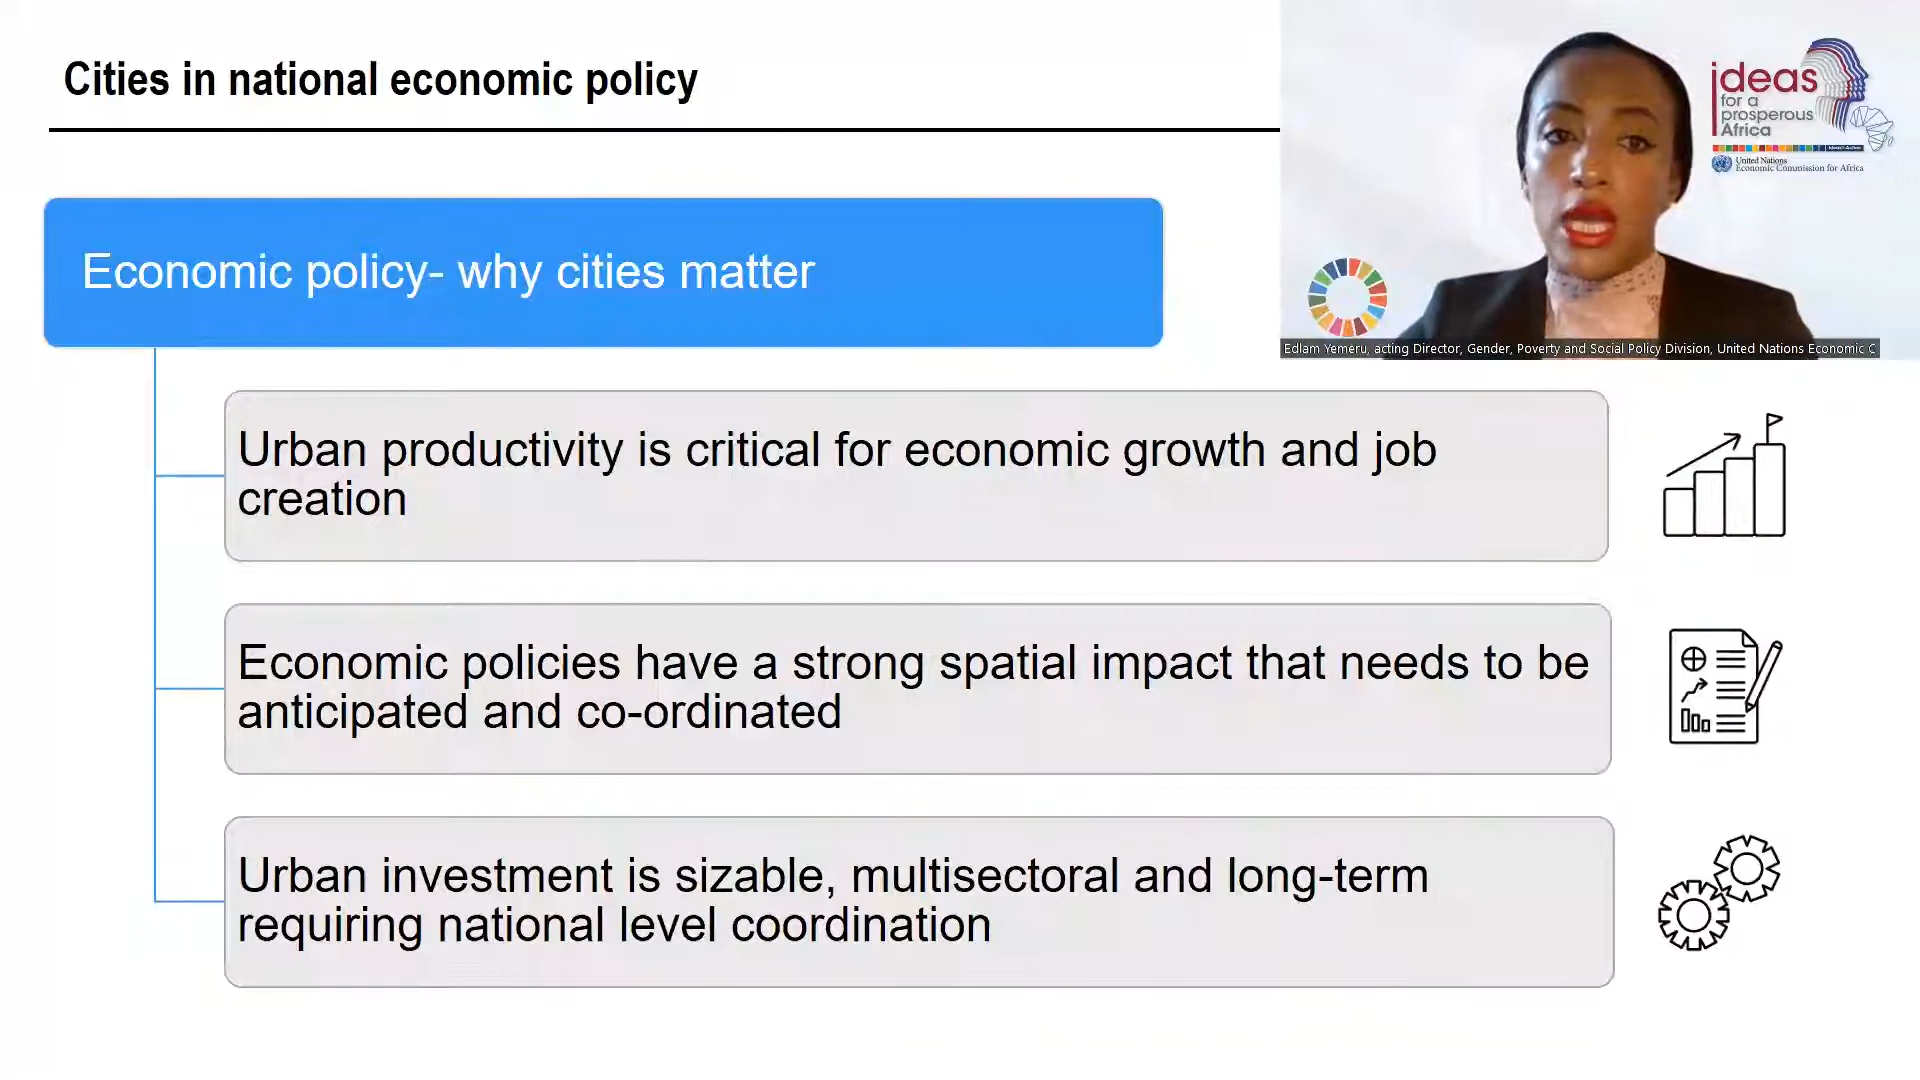 Cities in national economic policy
ideas
for a
prosperous
Africa
United Nations
Economic Commission for Africa
Edlam Yemeru, acting Director, Gender, Poverty and Social Policy Division, United Nations Economic C
Economic policy- why cities matter
Urban productivity is critical for economic growth and job
creation
Economic policies have a strong spatial impact that needs to be
anticipated and co-ordinated
Urban investment is sizable, multisectoral and long-term
requiring national level coordination